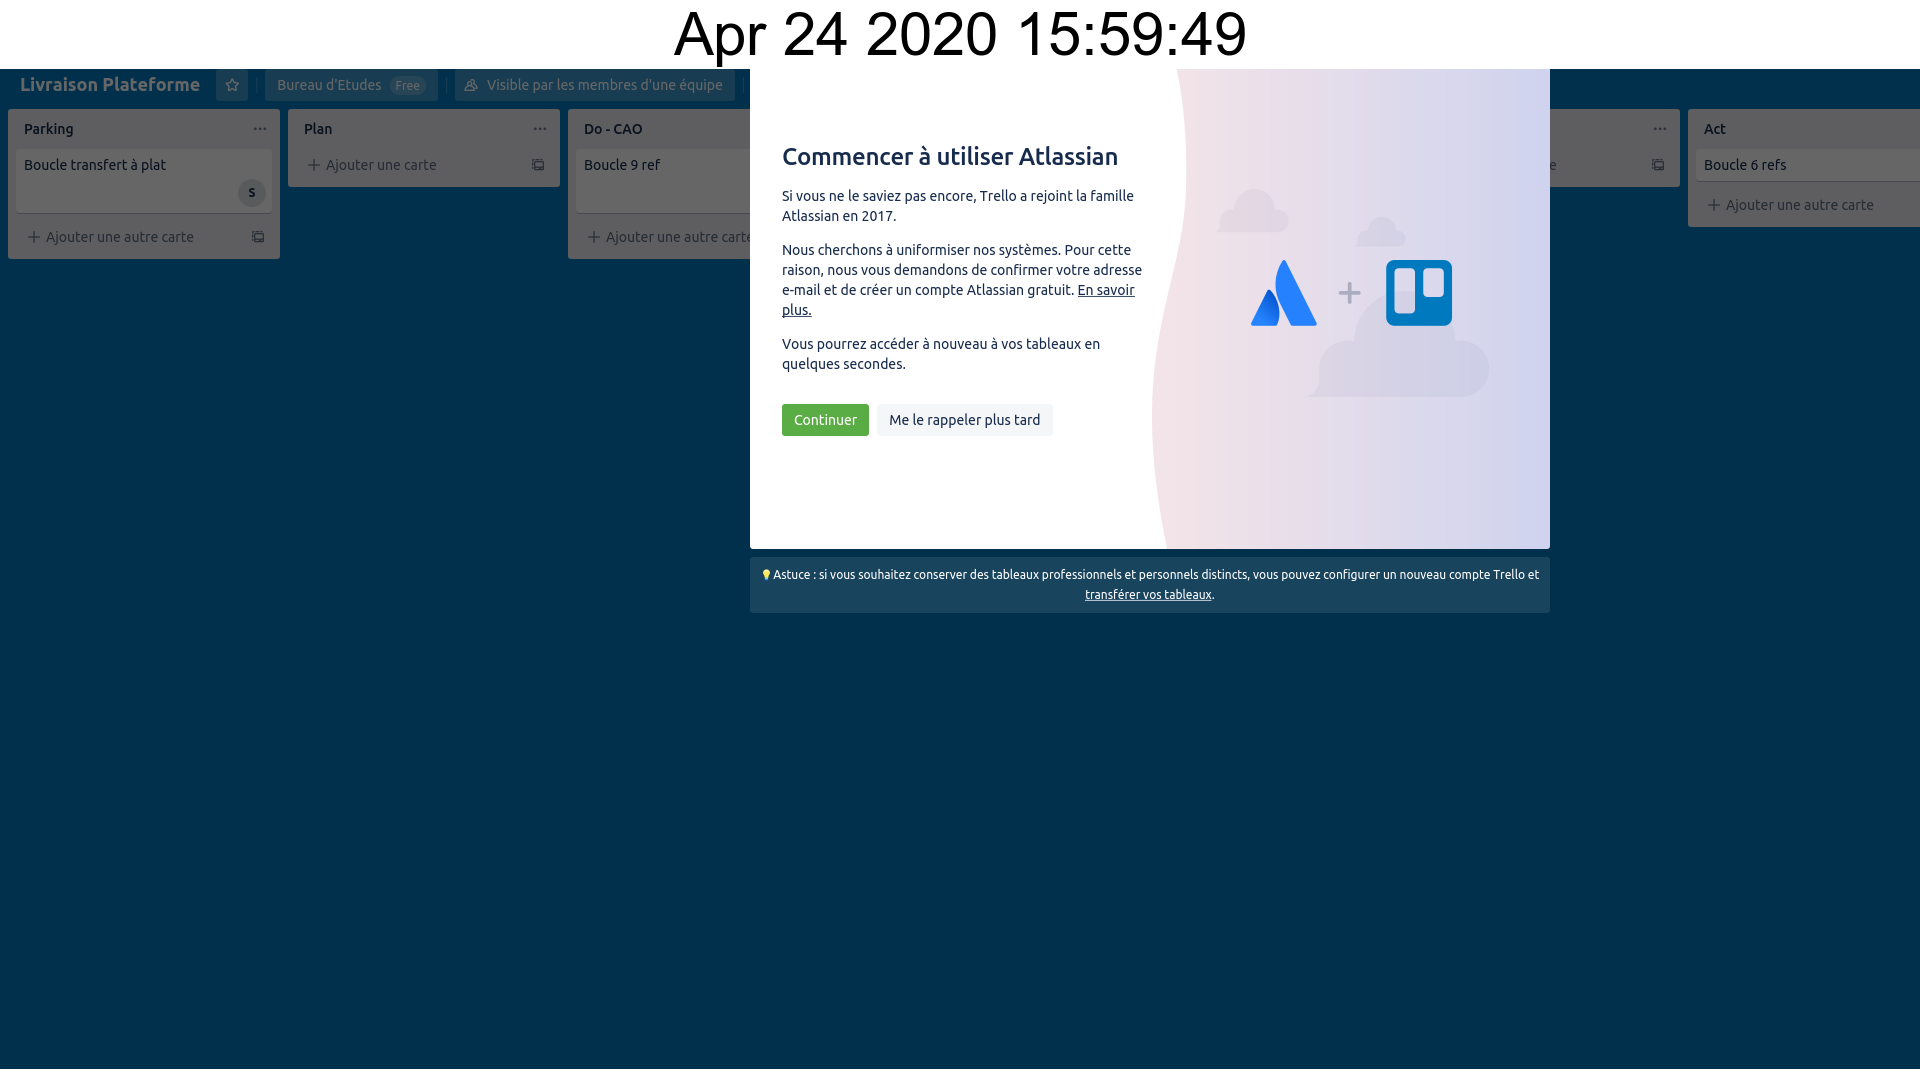 Apr 24 2020 15:59:49
Livraison Plateforme
Bureau d'Etudes Free
Visible par les membres d'une équipe
Parking
Boucle transfert à plat
S
Ajouter une autre carte
Plan
Ajouter une carte
Do - CAO
Boucle 9 ref
Ajouter une autre carte
Commencer à utiliser Atlassian
Si vous ne le saviez pas encore, Trello a rejoint la famille
Atlassian en 2017.
Nous cherchons à uniformiser nos systèmes. Pour cette
raison, nous vous demandons de confirmer votre adresse
e-mail et de créer un compte Atlassian gratuit. En savoir
plus.
Vous pourrez accéder à nouveau à vos tableaux en
quelques secondes.
Continuer
Me le rappeler plus tard
Astuce : si vous souhaitez conserver des tableaux professionnels et personnels distincts, vous pouvez configurer un nouveau compte Trello et
transférer vos tableaux.
e
Act
Boucle 6 refs
Ajouter une autre carte